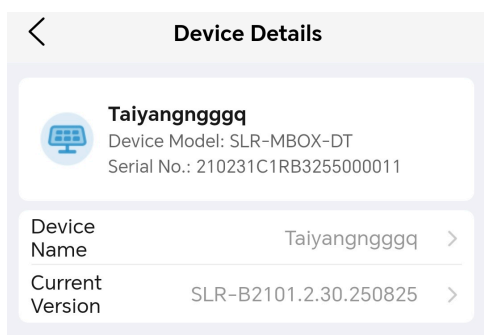 Device Details
Taiyangngggq
Device Model: SLR-MBOX-DT
Serial No.: 210231C1RB3255000011
Device
Name
Taiyangngggq
Current
Version
SLR-B2101.2.30.250825